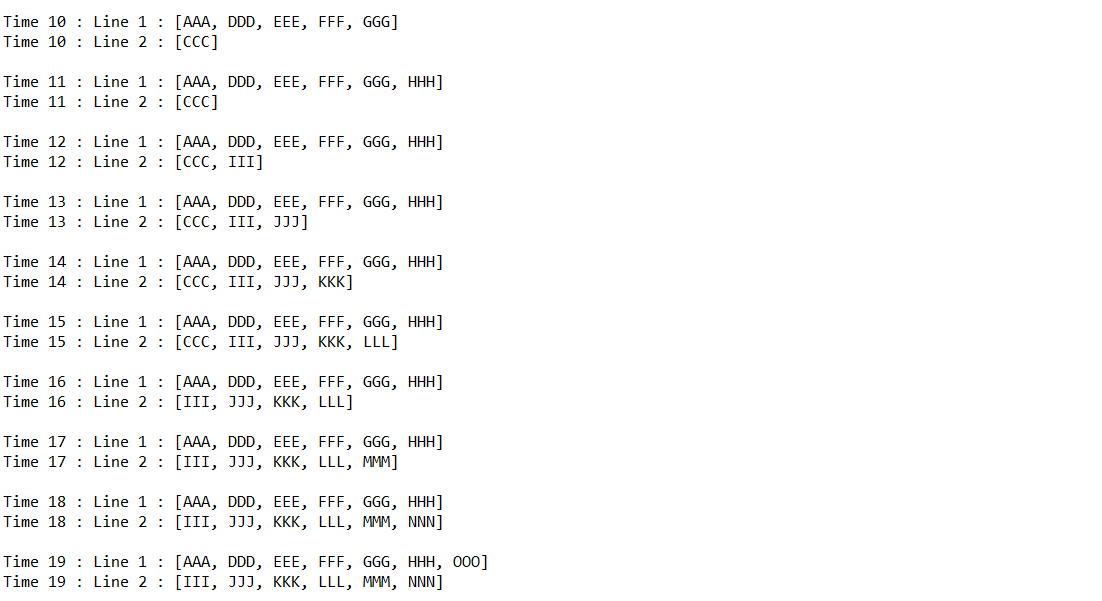 Time 10 : Line 1 : [AAA, DDD, EEE, FFF, GGG]
Time 10 : Line 2 : [CCC]
Time 11 : Line 1 : [AAA, DDD, EEE, FFF, GGG, HHH]
Time 11 : Line 2 : [CCC]
Time 12 : Line 1 : [AAA, DDD, EEE, FFF, GGG, HHH]
Time 12 : Line 2 : [CCC, III]
Time 13 : Line 1 : [AAA, DDD, EEE, FFF, GGG, HHH]
Time 13 : Line 2 : [CCC, III, JJJ]
Time 14 : Line 1 : [AAA, DDD, EEE, FFF, GGG, HHH]
Time 14 : Line 2 : [CCC, III, JJJ, KKK]
Time 15 : Line 1 : [AAA, DDD, EEE, FFF, GGG, HHH]
Time 15 : Line 2 : [CCC, III, JJJ, KKK, LLL]
Time 16 : Line 1 : [AAA, DDD, EEE, FFF, GGG, HHH]
Time 16 : Line 2 : [III, JJJ, KKK, LLL]
Time 17 : Line 1 : [AAA, DDD, EEE, FFF, GGG, HHH]
Time 17 : Line 2 : [III, JJJ, KKK, LLL, MMM]
Time 18 : Line 1 : [AAA, DDD, EEE, FFF, GGG, HHH]
Time 18 : Line 2 : [III, JJJ, KKK, LLL, MMM, NNN]
Time 19 : Line 1 : [AAA, DDD, EEE, FFF, GGG, HHH, OOO]
Time 19 : Line 2 : [III, JJJ, KKK, LLL, MMM, NNN]